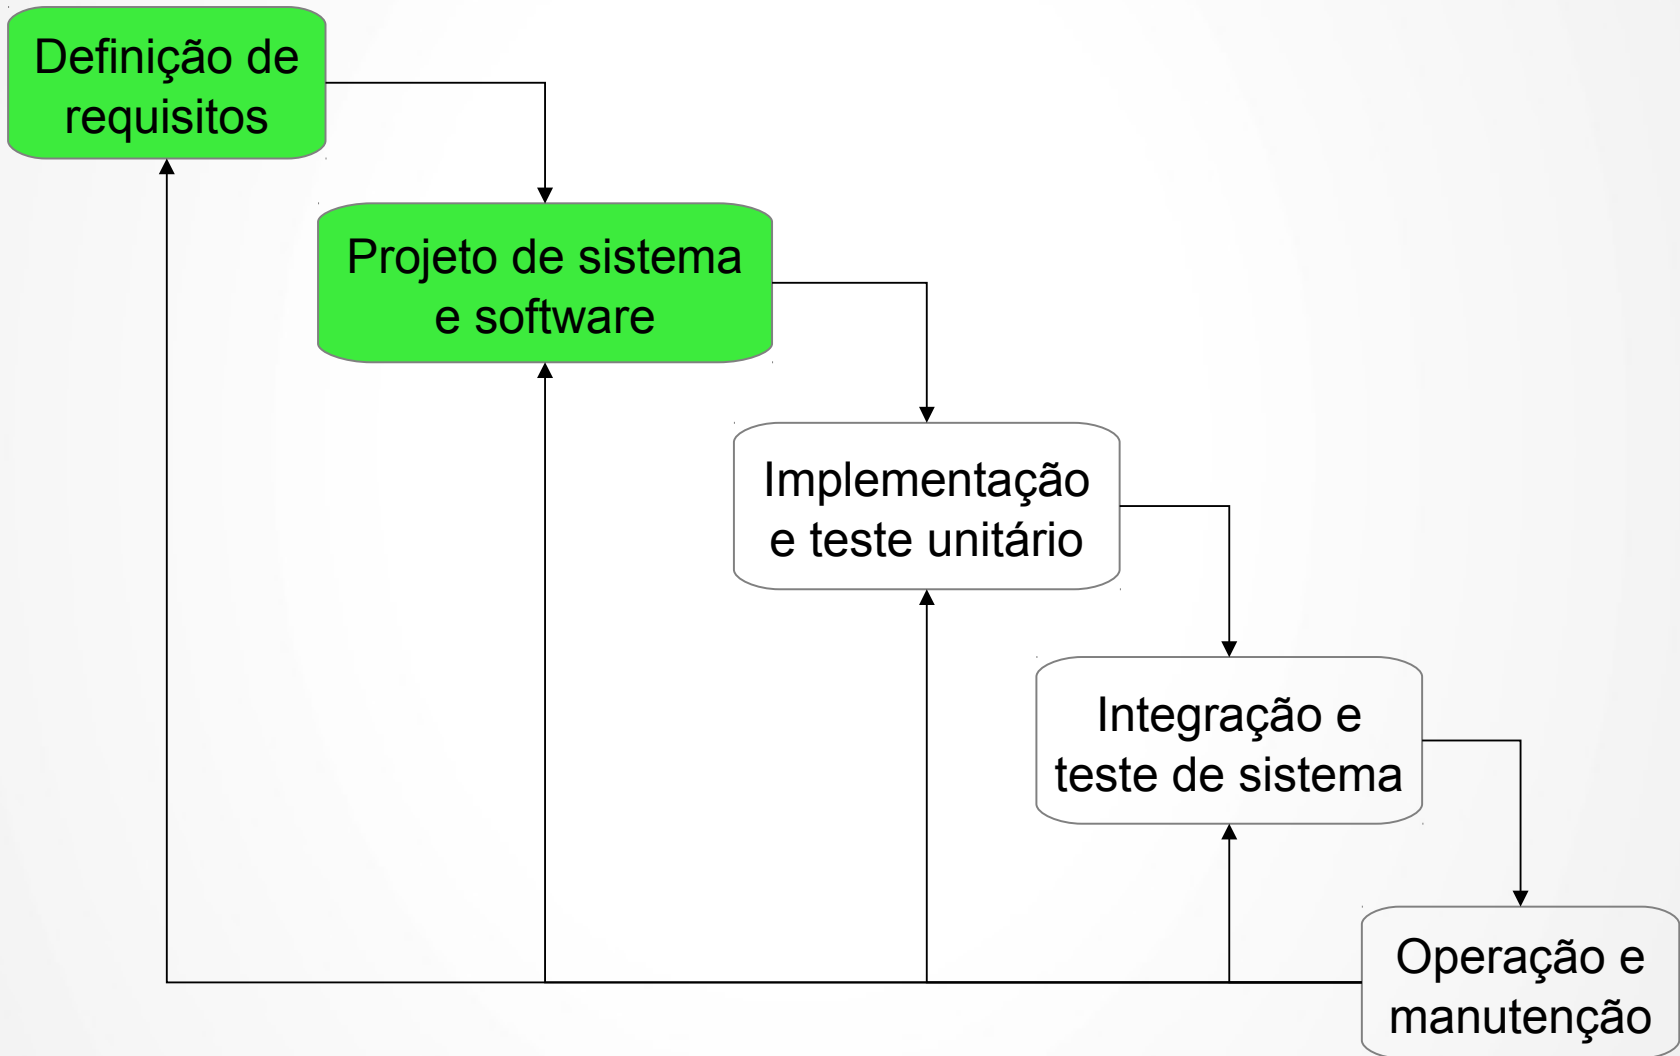 Definição de
requisitos
Projeto de sistema
e software
Implementação
e teste unitário
Integração e
teste de sistema
Operação e
manutenção